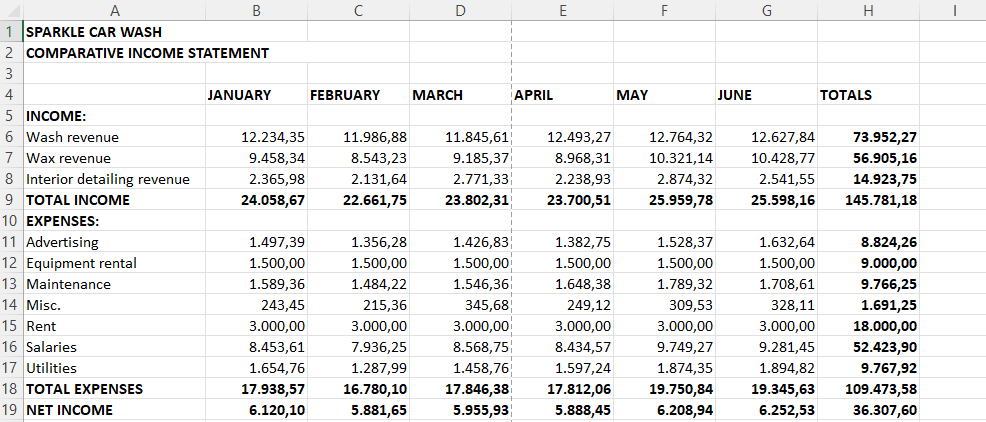 A B C D E F G H I
1 SPARKLE CAR WASH
2 COMPARATIVE INCOME STATEMENT
3
4 JANUARY FEBRUARY MARCH APRIL MAY JUNE TOTALS
5 INCOME:
6 Wash revenue 12.234,35 11.986,88 11.845,61 12.493,27 12.764,32 12.627,84 73.952,27
7 Wax revenue 9.458,34 8.543,23 9.185,37 8.968,31 10.321,14 10.428,77 56.905,16
8 Interior detailing revenue 2.365,98 2.131,64 2.771,33 2.238,93 2.874,32 2.541,55 14.923,75
9 TOTAL INCOME 24.058,67 22.661,75 23.802,31 23.700,51 25.959,78 25.598,16 145.781,18
10 EXPENSES:
11 Advertising 1.497,39 1.356,28 1.426,83 1.382,75 1.528,37 1.632,64 8.824,26
12 Equipment rental 1.500,00 1.500,00 1.500,00 1.500,00 1.500,00 1.500,00 9.000,00
13 Maintenance 1.589,36 1.484,22 1.546,36 1.648,38 1.789,32 1.708,61 9.766,25
14 Misc. 243,45 215,36 345,68 249,12 309,53 328,11 1.691,25
15 Rent 3.000,00 3.000,00 3.000,00 3.000,00 3.000,00 3.000,00 18.000,00
16 Salaries 8.453,61 7.936,25 8.568,75 8.434,57 9.749,27 9.281,45 52.423,90
17 Utilities 1.654,76 1.287,99 1.458,76 1.597,24 1.874,35 1.894,82 9.767,92
18 TOTAL EXPENSES 17.938,57 16.780,10 17.846,38 17.812,06 19.750,84 19.345,63 109.473,58
19 NET INCOME 6.120,10 5.881,65 5.955,93 5.888,45 6.208,94 6.252,53 36.307,60